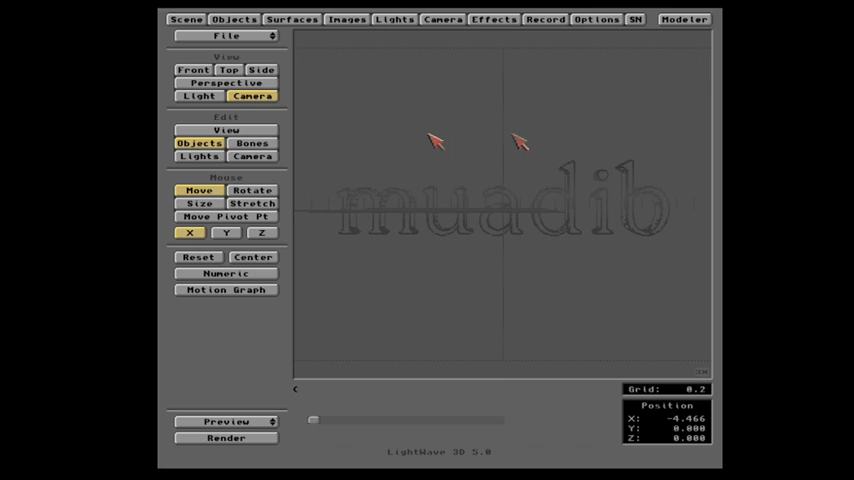 Scene Objects Surfaces Images Lights Camera Effects Record Options SN Modeler
File
View
Front Top Side
Perspective
Light Camera
Edit
View
Objects Bones
Lights Camera
Mouse
Move Rotate
Size Stretch
Move Pivot Pt
X Y Z
Reset Center
Numeric
Motion Graph
muadib
Grid: 0.2
Position
X: -4.466
Y: 0.000
Z: 0.000
Preview
Render
LightWave 3D 5.0